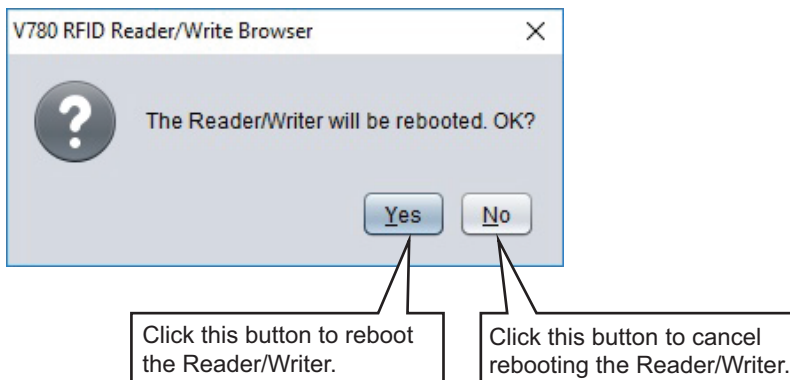 V780 RFID Reader/Write Browser
The Reader/Writer will be rebooted. OK?
Yes
No
Click this button to reboot
the Reader/Writer.
Click this button to cancel
rebooting the Reader/Writer.